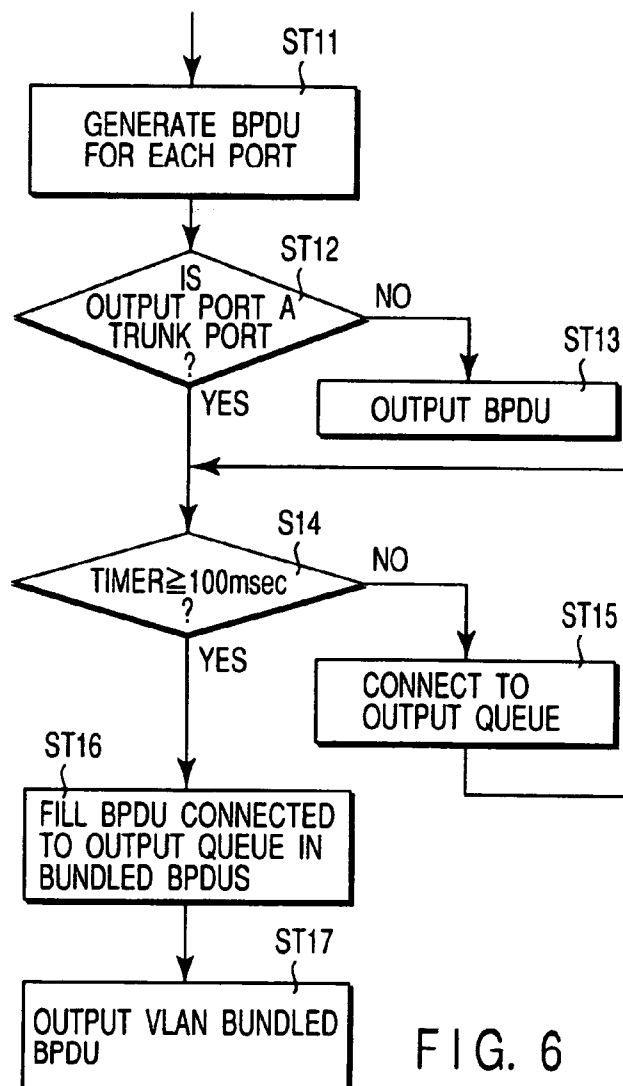 ST11
GENERATE BPDU
FOR EACH PORT
ST12
IS
OUTPUT PORT A
TRUNK PORT
?
NO
YES
ST13
OUTPUT BPDU
S14
TIMER≧100msec
?
NO
YES
ST15
CONNECT TO
OUTPUT QUEUE
ST16
FILL BPDU CONNECTED
TO OUTPUT QUEUE IN
BUNDLED BPDUS
ST17
OUTPUT VLAN BUNDLED
BPDU
FIG. 6